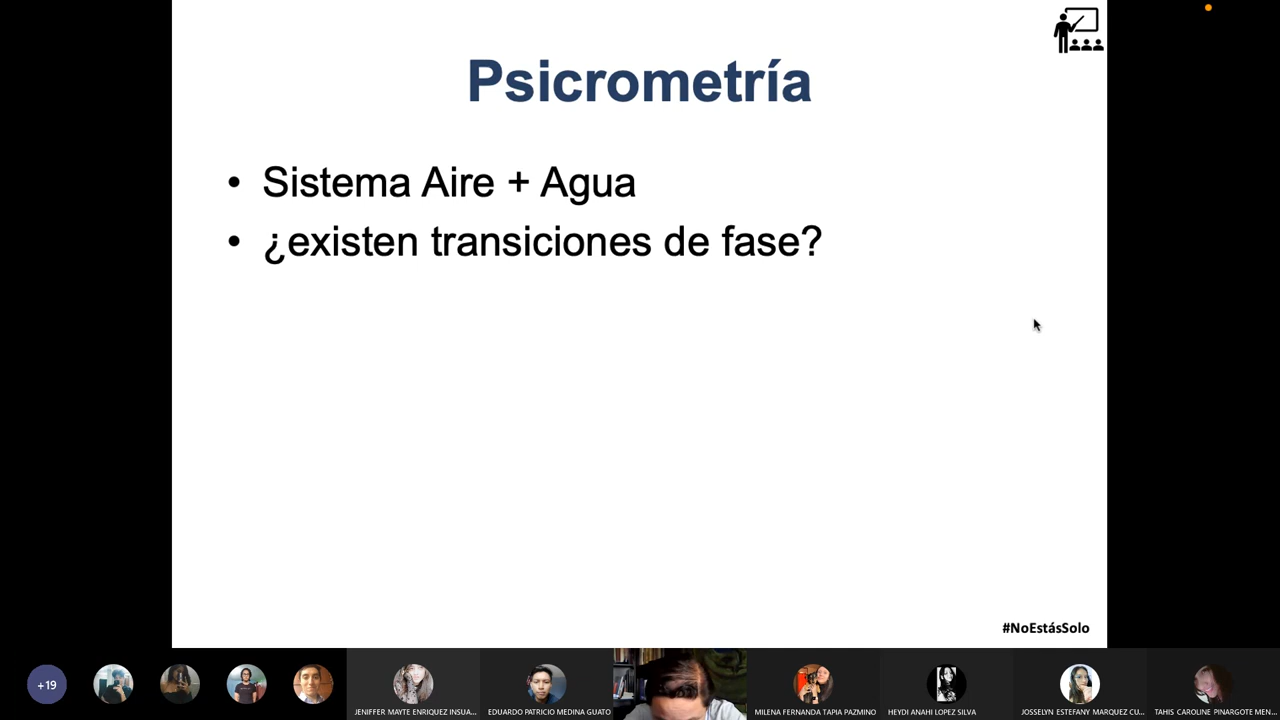 Psicrometría
• Sistema Aire + Agua
• ¿existen transiciones de fase?
#NoEstásSolo
+19
JENIFFER MAYTE ENRIQUEZ INSUA...
EDUARDO PATRICIO MEDINA GUATO
MILENA FERNANDA TAPIA PAZMINO
HEYDI ANAHI LOPEZ SILVA
JOSSELYN ESTEFANY MARQUEZ CU...
TAHIS CAROLINE PINARGOTE MEN...